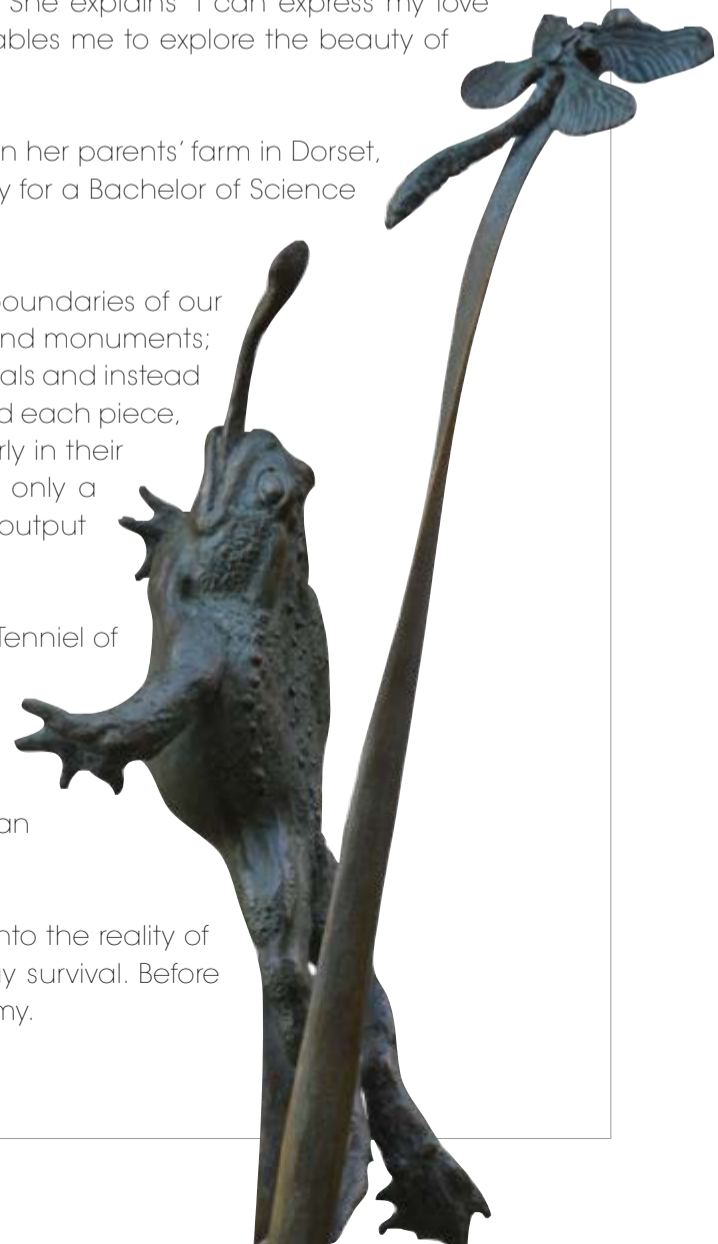 She explains "I can express my love
ables me to explore the beauty of
n her parents' farm in Dorset,
y for a Bachelor of Science
boundaries of our
nd monuments;
als and instead
d each piece,
rly in their
only a
output
Tenniel of
an
nto the reality of
y survival. Before
my.